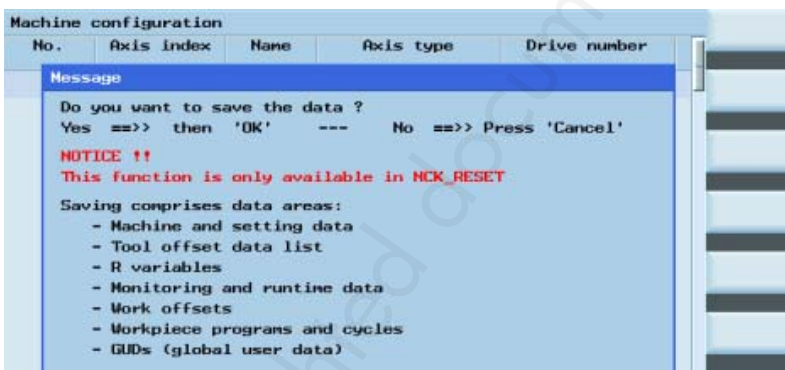 Machine configuration
No. Axis index Name Axis type Drive number
Message
Do you want to save the data ?
Yes ==>> then 'OK' --- No ==>> Press 'Cancel'
NOTICE !!
This function is only available in NCK_RESET
Saving comprises data areas:
- Machine and setting data
- Tool offset data list
- R variables
- Monitoring and runtime data
- Work offsets
- Workpiece programs and cycles
- GUDs (global user data)